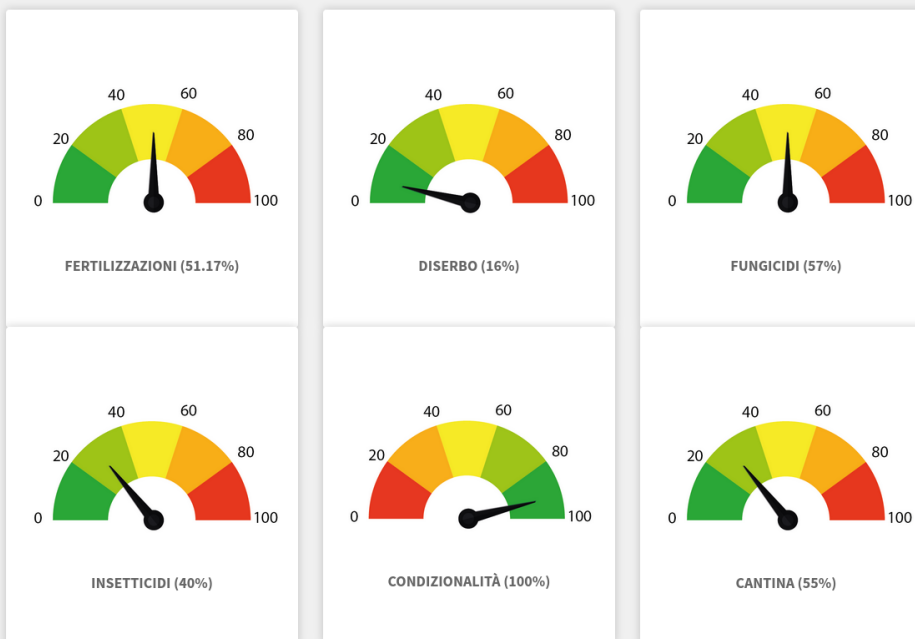 0 20 40 60 80 100
FERTILIZZAZIONI (51.17%)
0 20 40 60 80 100
DISERBO (16%)
0 20 40 60 80 100
FUNGICIDI (57%)
0 20 40 60 80 100
INSETTICIDI (40%)
0 20 40 60 80 100
CONDIZIONALITÀ (100%)
0 20 40 60 80 100
CANTINA (55%)